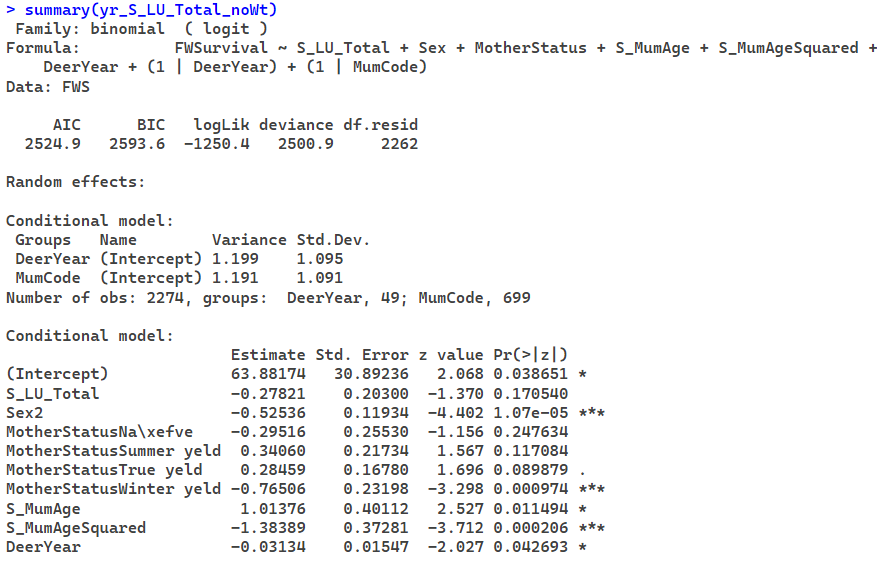 > summary(yr_S_LU_Total_noWt)
 Family: binomial  ( logit )
Formula:          FWSurvival ~ S_LU_Total + Sex + MotherStatus + S_MumAge + S_MumAgeSquared +
    DeerYear + (1 | DeerYear) + (1 | MumCode)
Data: FWS
     AIC      BIC   logLik deviance df.resid
  2524.9   2593.6  -1250.4   2500.9     2262
Random effects:
Conditional model:
 Groups   Name        Variance Std.Dev.
 DeerYear (Intercept) 1.199    1.095
 MumCode  (Intercept) 1.191    1.091
Number of obs: 2274, groups:  DeerYear, 49; MumCode, 699
Conditional model:
                         Estimate Std. Error z value Pr(>|z|)
(Intercept)              63.88174   30.89236   2.068 0.038651 *
S_LU_Total               -0.27821    0.20300  -1.370 0.170540
Sex2                     -0.52536    0.11934  -4.402 1.07e-05 ***
MotherStatusNa\xefve     -0.29516    0.25530  -1.156 0.247634
MotherStatusSummer yeld   0.34060    0.21734   1.567 0.117084
MotherStatusTrue yeld     0.28459    0.16780   1.696 0.089879 .
MotherStatusWinter yeld  -0.76506    0.23198  -3.298 0.000974 ***
S_MumAge                  1.01376    0.40112   2.527 0.011494 *
S_MumAgeSquared          -1.38389    0.37281  -3.712 0.000206 ***
DeerYear                 -0.03134    0.01547  -2.027 0.042693 *